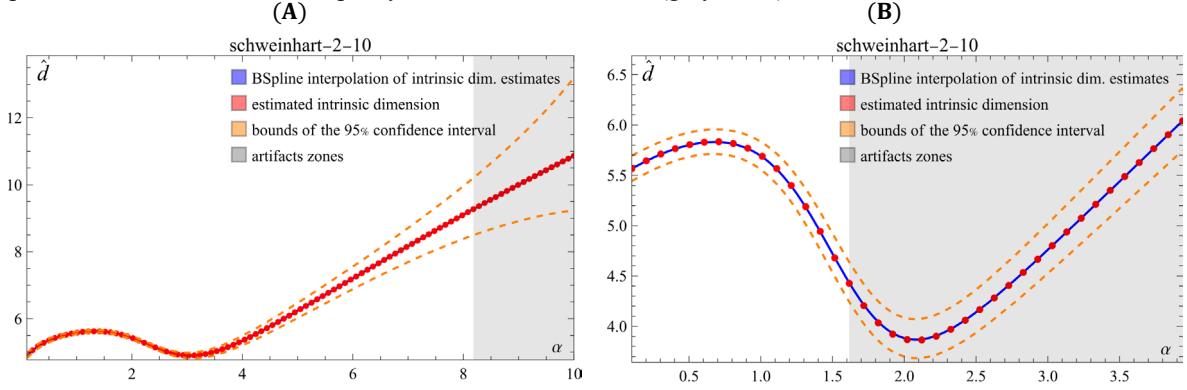 (A)
schweinhart-2-10
d̂
BSpline interpolation of intrinsic dim. estimates
estimated intrinsic dimension
bounds of the 95% confidence interval
artifacts zones
12
10
8
6
α
2 4 6 8 10
(B)
schweinhart-2-10
d̂
BSpline interpolation of intrinsic dim. estimates
estimated intrinsic dimension
bounds of the 95% confidence interval
artifacts zones
6.5
6.0
5.5
5.0
4.5
4.0
α
0.5 1.0 1.5 2.0 2.5 3.0 3.5